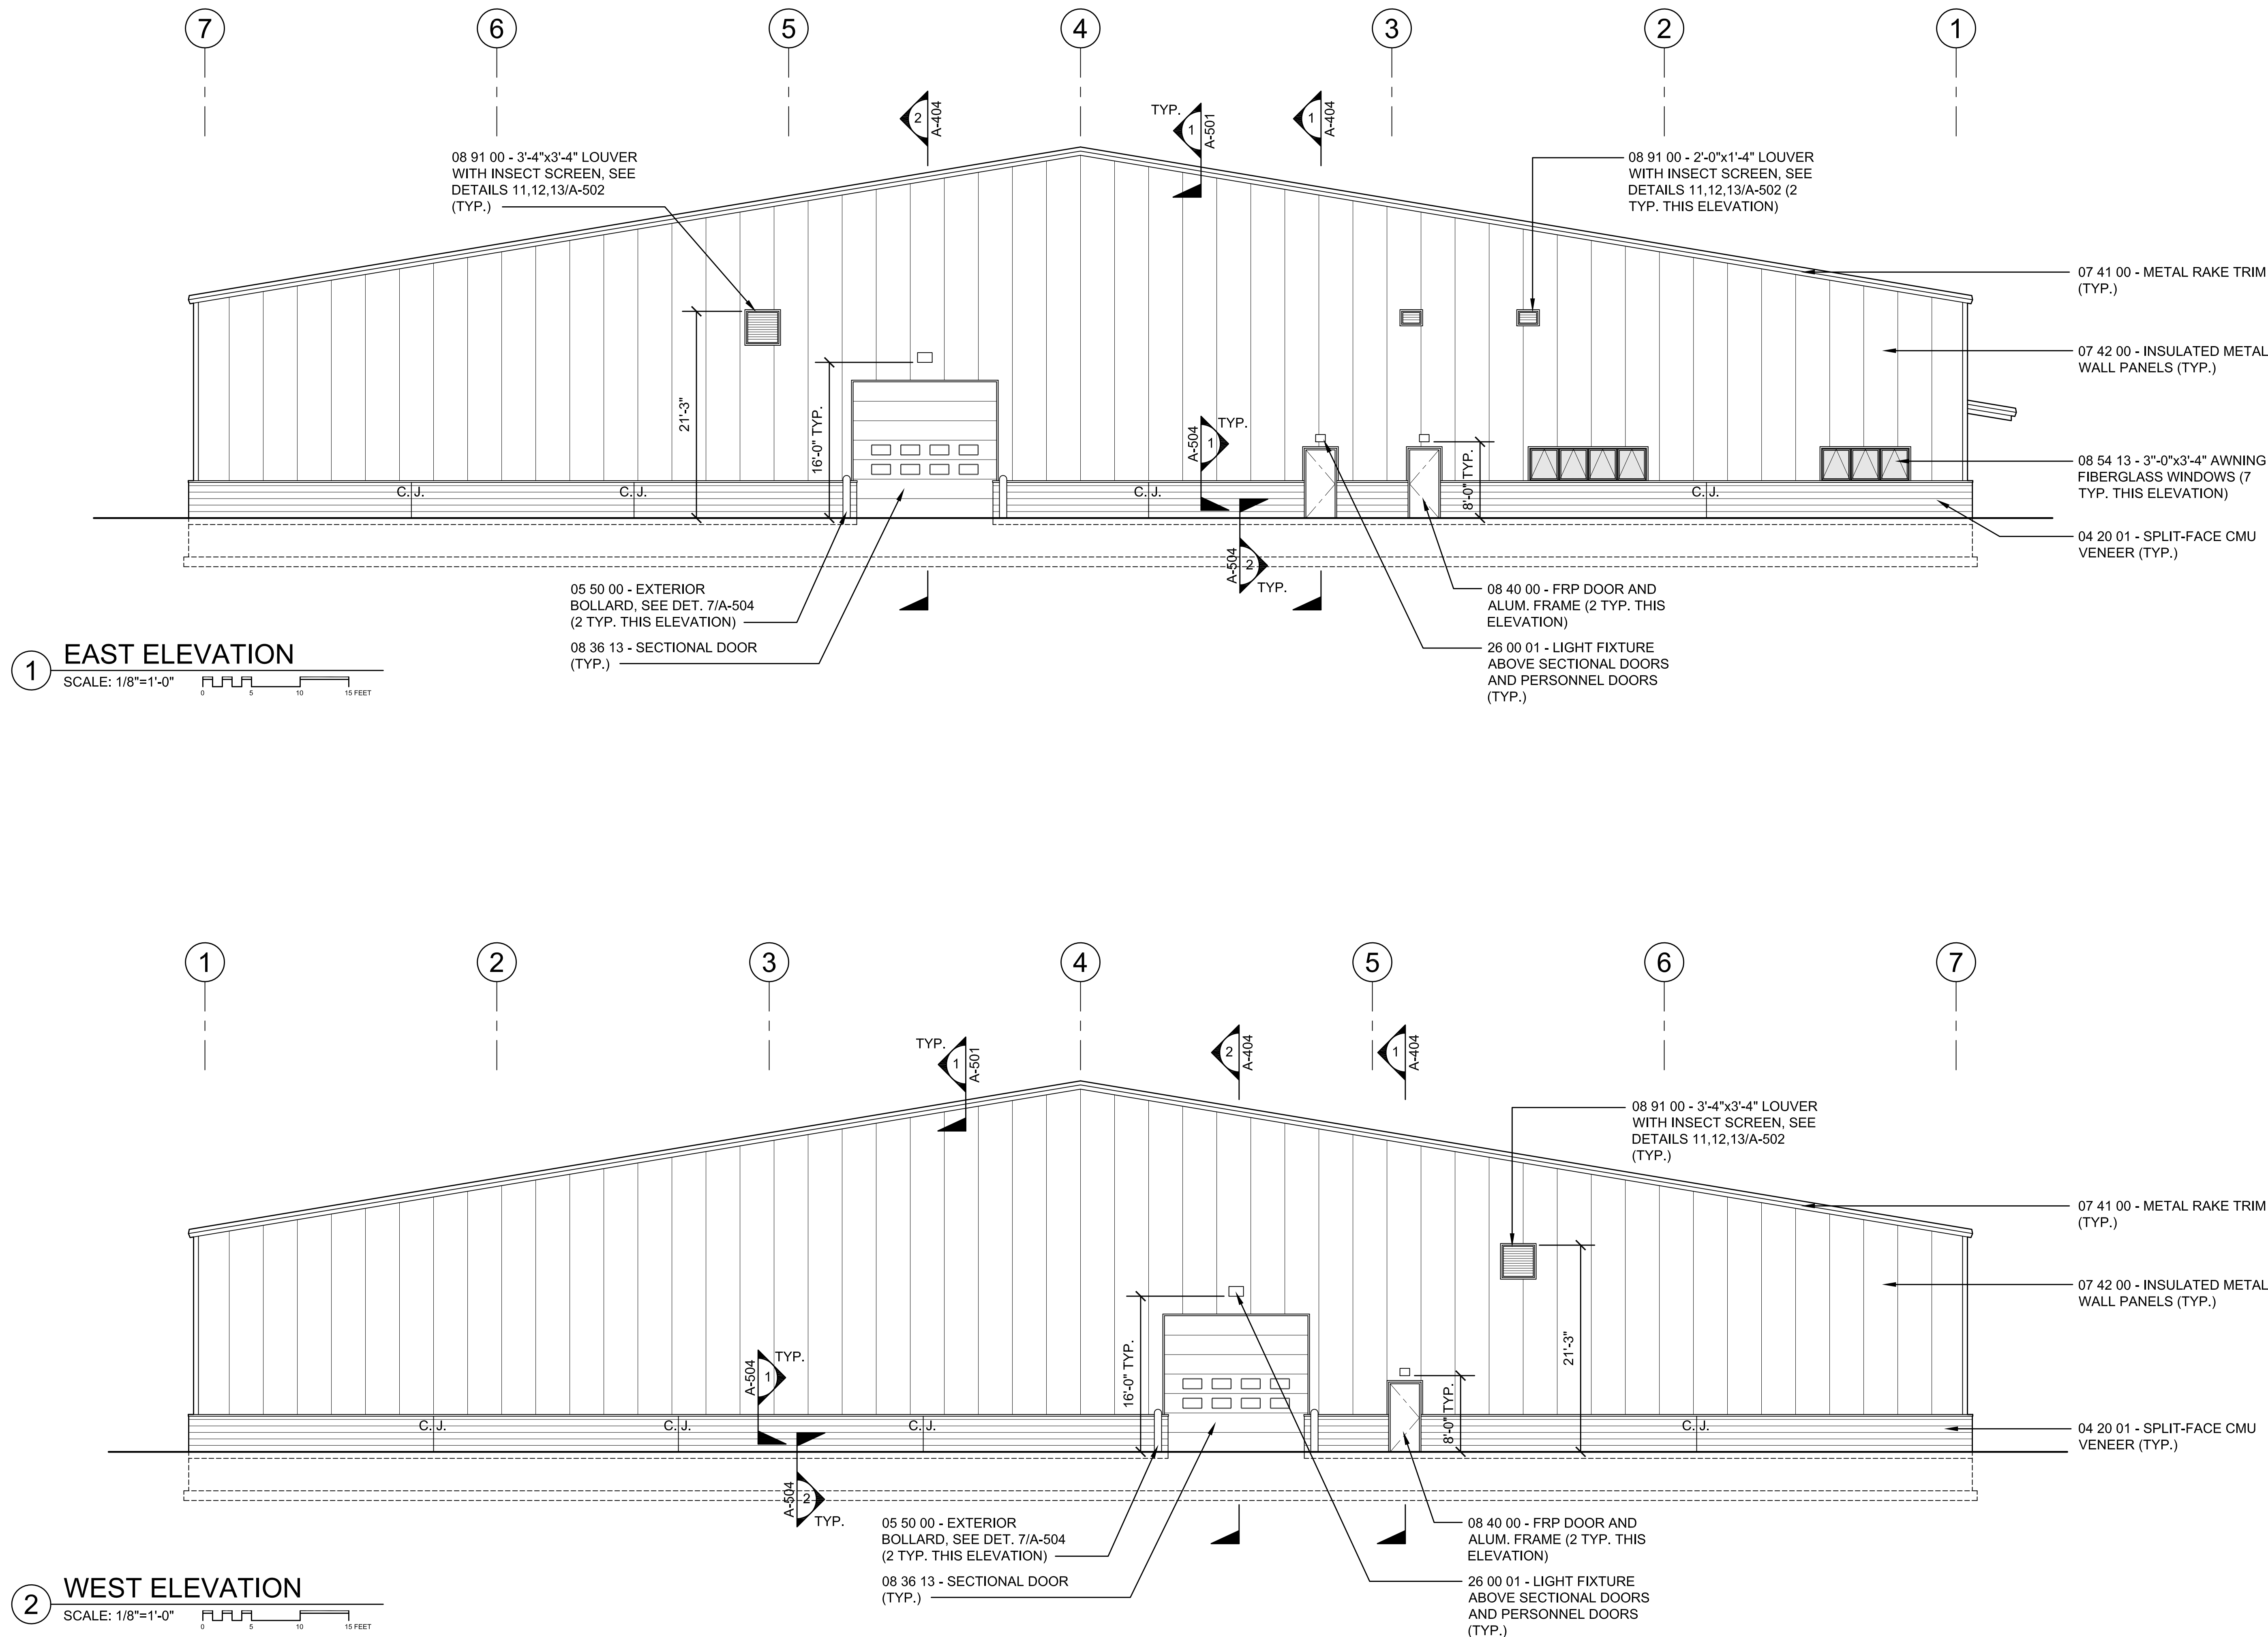 7
6
5
4
3
2
1
2
A-404
TYP.
1
A-501
1
A-404
08 91 00 - 3'-4"x3'-4" LOUVER
WITH INSECT SCREEN, SEE
DETAILS 11,12,13/A-502
(TYP.)
08 91 00 - 2'-0"x1'-4" LOUVER
WITH INSECT SCREEN, SEE
DETAILS 11,12,13/A-502 (2
TYP. THIS ELEVATION)
07 41 00 - METAL RAKE TRIM
(TYP.)
07 42 00 - INSULATED METAL
WALL PANELS (TYP.)
21'-3"
16'-0" TYP.
A-504
1
TYP.
8'-0" TYP.
08 54 13 - 3"-0"x3'-4" AWNING
FIBERGLASS WINDOWS (7
TYP. THIS ELEVATION)
C. J.
C. J.
C. J.
C. J.
04 20 01 - SPLIT-FACE CMU
VENEER (TYP.)
A-504
2
TYP.
05 50 00 - EXTERIOR
BOLLARD, SEE DET. 7/A-504
(2 TYP. THIS ELEVATION)
08 36 13 - SECTIONAL DOOR
(TYP.)
08 40 00 - FRP DOOR AND
ALUM. FRAME (2 TYP. THIS
ELEVATION)
26 00 01 - LIGHT FIXTURE
ABOVE SECTIONAL DOORS
AND PERSONNEL DOORS
(TYP.)
1
EAST ELEVATION
SCALE: 1/8"=1'-0"
0 5 10 15 FEET
1
2
3
4
5
6
7
TYP.
1
A-501
2
A-404
1
A-404
08 91 00 - 3'-4"x3'-4" LOUVER
WITH INSECT SCREEN, SEE
DETAILS 11,12,13/A-502
(TYP.)
07 41 00 - METAL RAKE TRIM
(TYP.)
07 42 00 - INSULATED METAL
WALL PANELS (TYP.)
A-504
1
TYP.
16'-0" TYP.
8'-0" TYP.
21'-3"
C. J.
C. J.
C. J.
C. J.
04 20 01 - SPLIT-FACE CMU
VENEER (TYP.)
A-504
2
TYP.
05 50 00 - EXTERIOR
BOLLARD, SEE DET. 7/A-504
(2 TYP. THIS ELEVATION)
08 36 13 - SECTIONAL DOOR
(TYP.)
08 40 00 - FRP DOOR AND
ALUM. FRAME (2 TYP. THIS
ELEVATION)
26 00 01 - LIGHT FIXTURE
ABOVE SECTIONAL DOORS
AND PERSONNEL DOORS
(TYP.)
2
WEST ELEVATION
SCALE: 1/8"=1'-0"
0 5 10 15 FEET